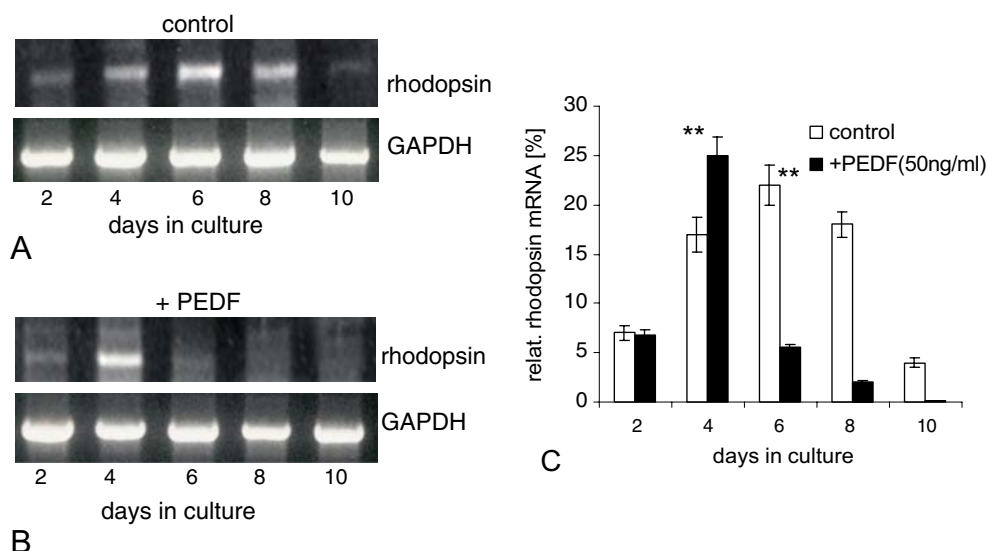 control
rhodopsin
GAPDH
2 4 6 8 10
days in culture
A
+ PEDF
rhodopsin
GAPDH
2 4 6 8 10
days in culture
B
relat. rhodopsin mRNA [%]
30
25
20
15
10
5
0
** **
control
+PEDF(50ng/ml)
2 4 6 8 10
days in culture
C